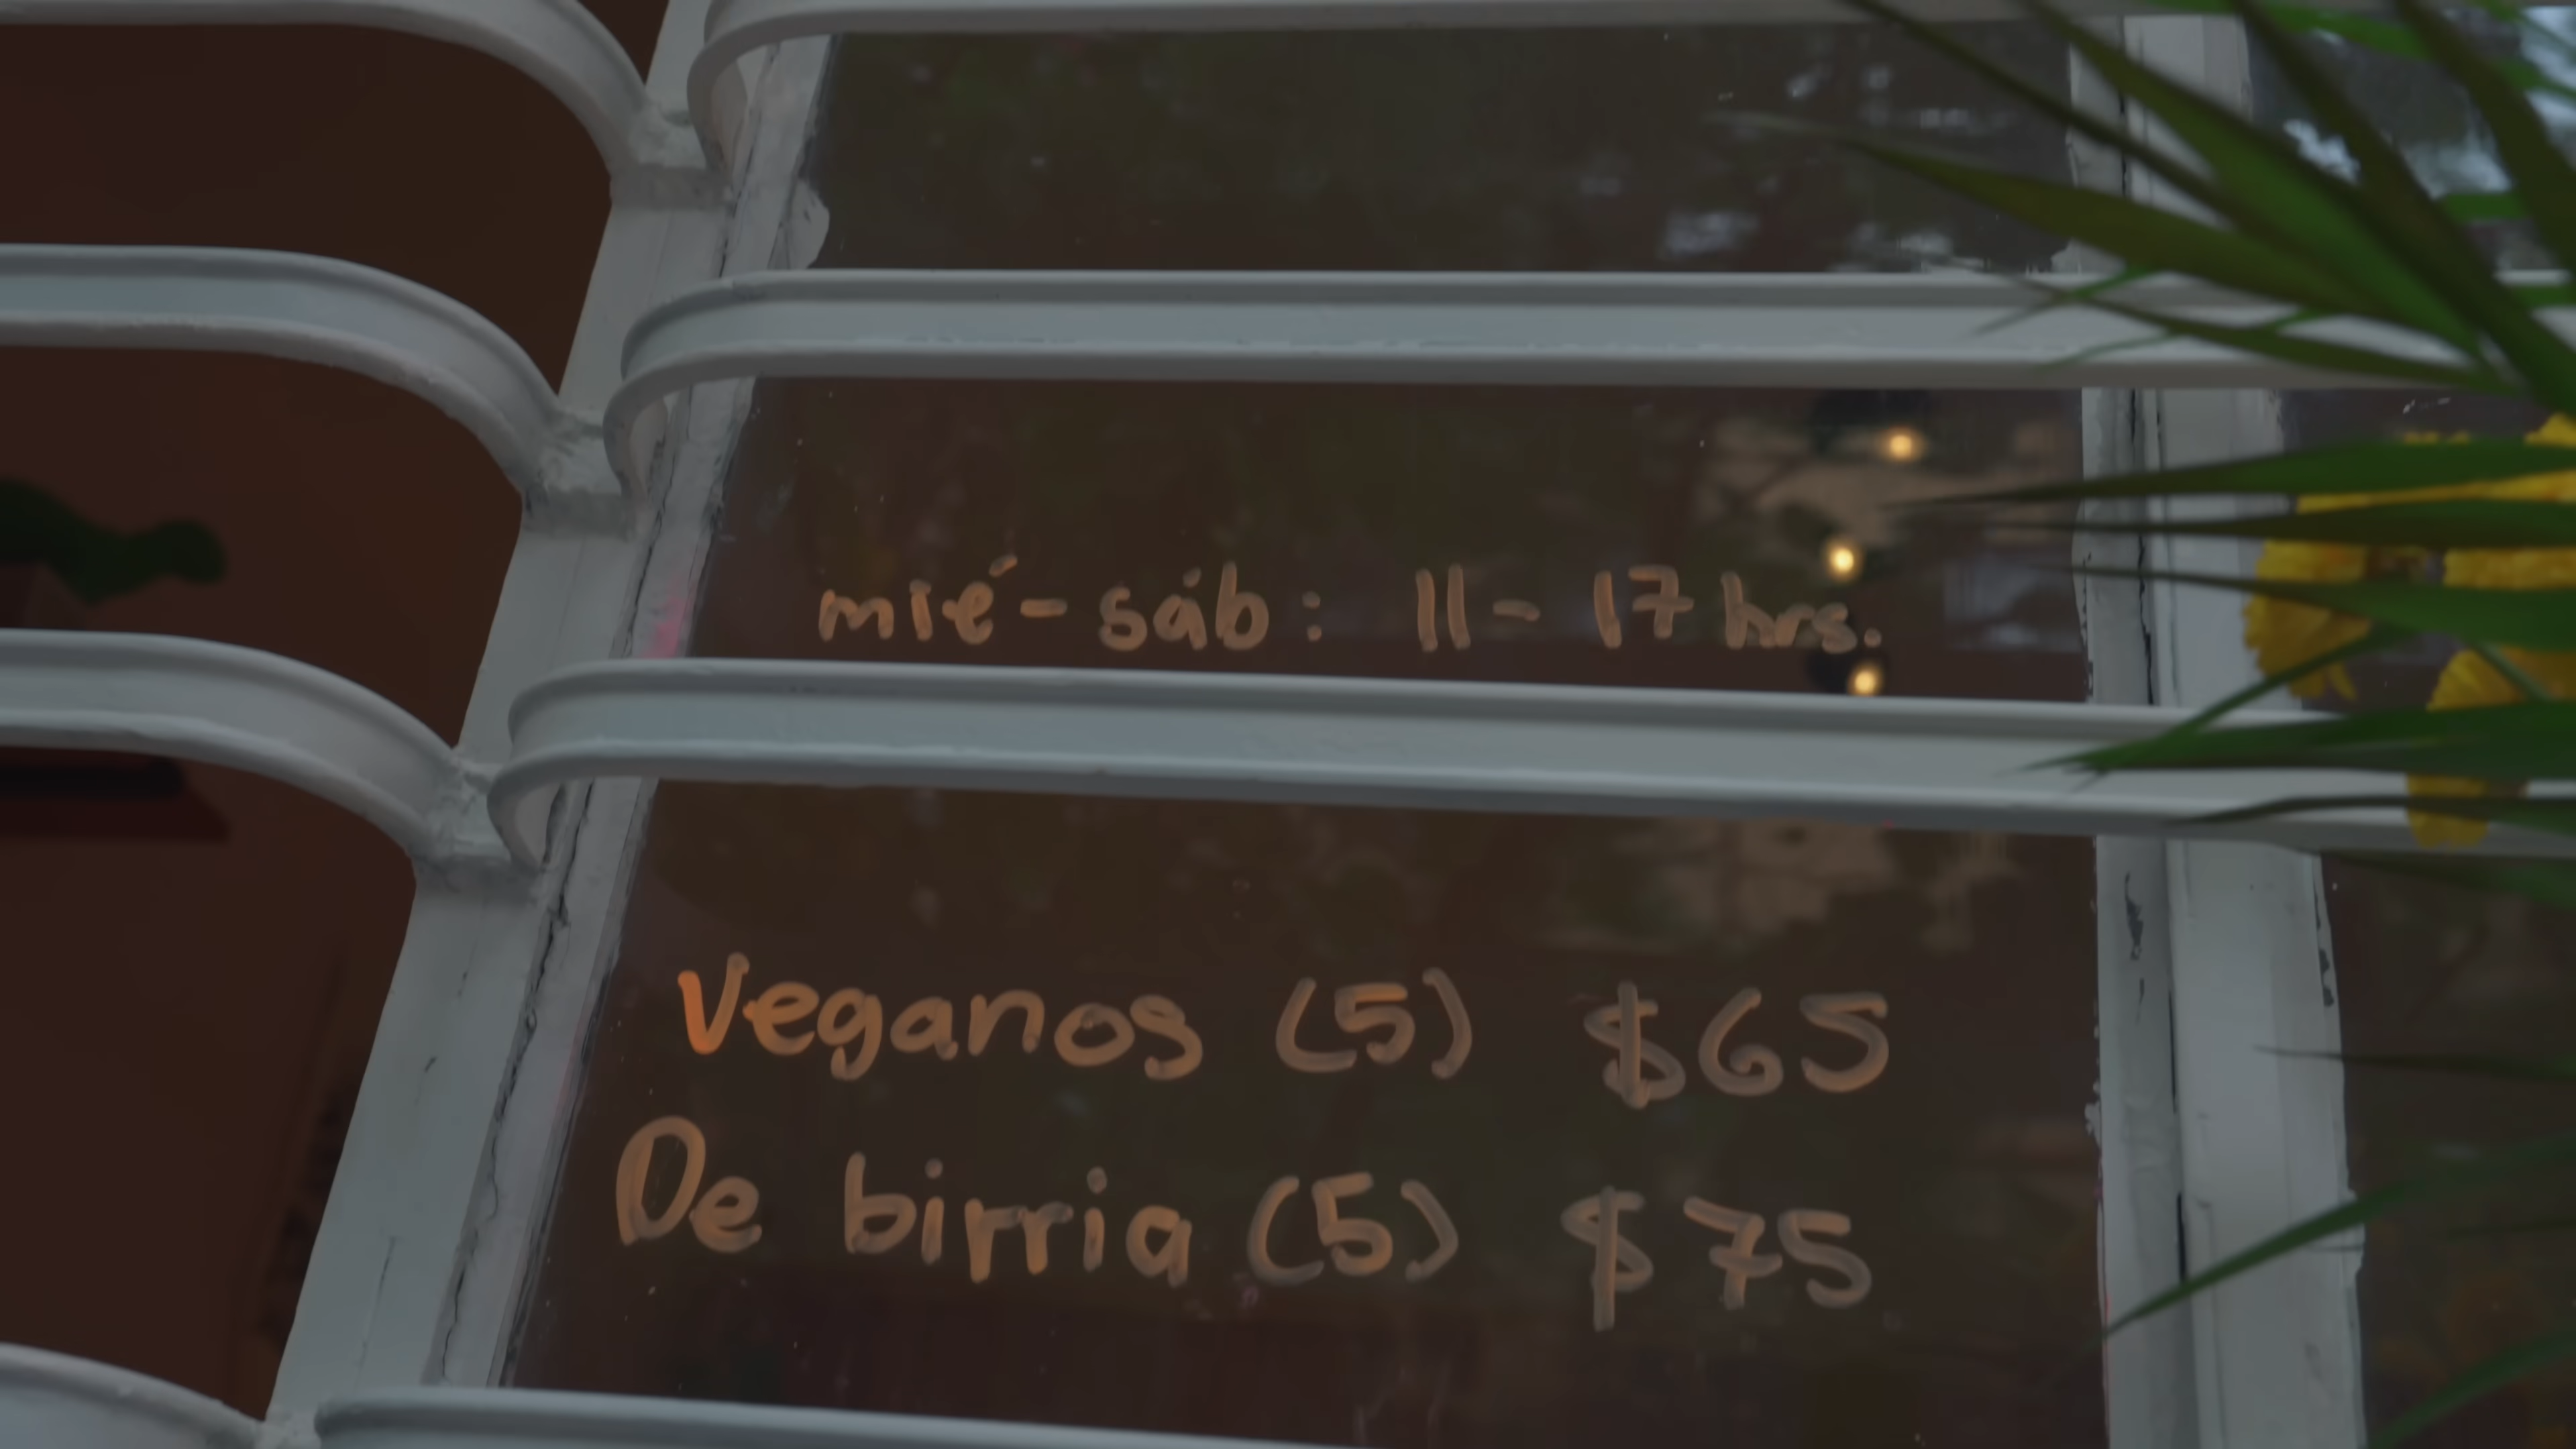 mié-sáb: 11- 17 hrs.
Veganos (5) $65
De birria (5) $75